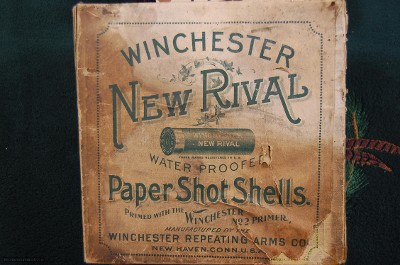 WINCHESTER
NEW RIVAL
NEW RIVAL
WATER PROOFED
Paper Shot Shells.
PRIMED WITH THE WINCHESTER No 2 PRIMER.
MANUFACTURED BY THE
WINCHESTER REPEATING ARMS CO.
NEW HAVEN, CONN. U.S.